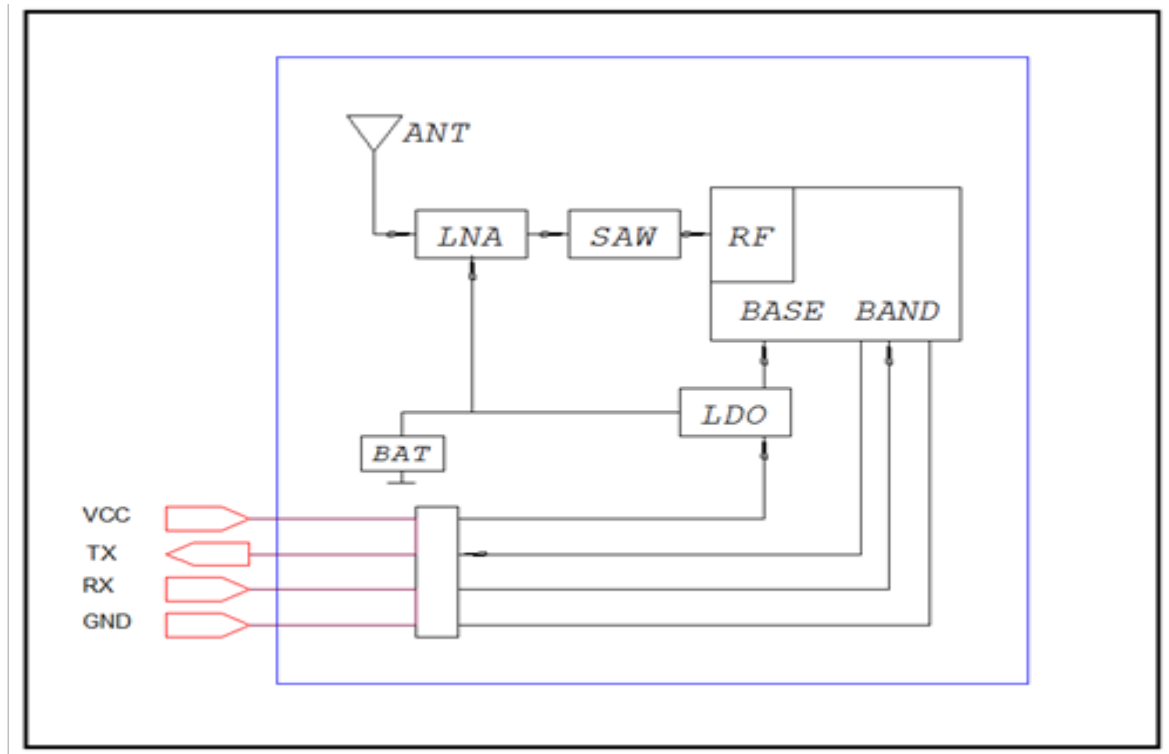 ANT
LNA
SAW
RF
BASE BAND
LDO
BAT
VCC
TX
RX
GND